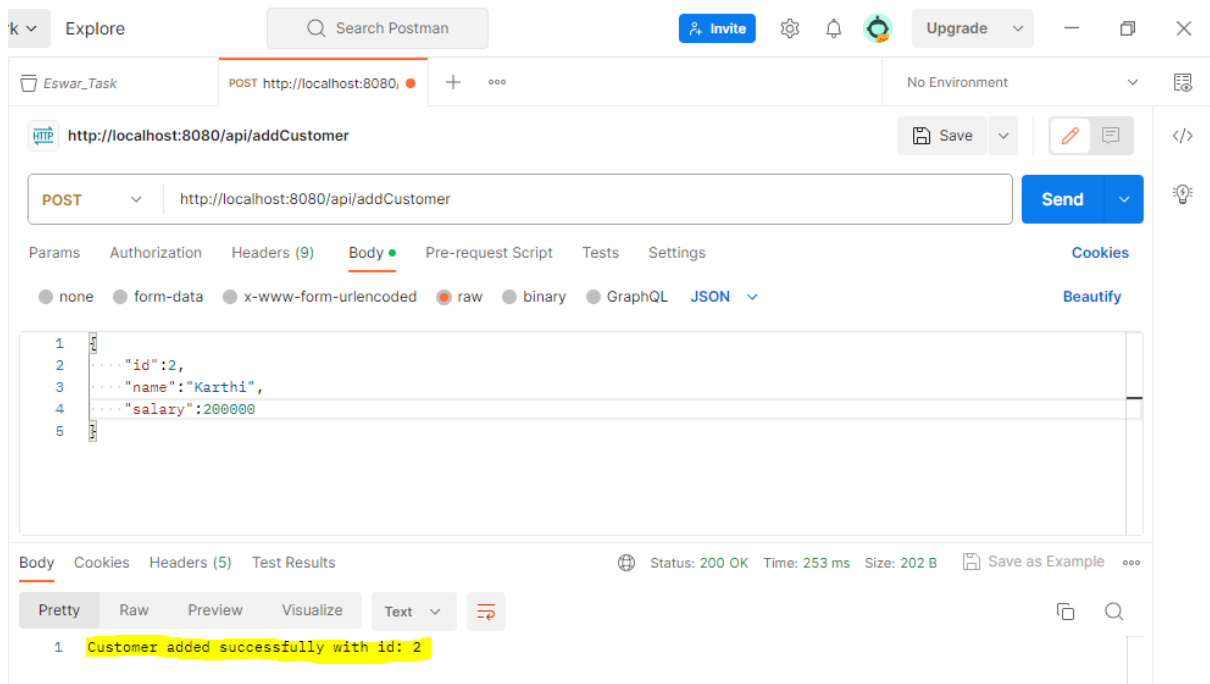 k Explore Search Postman Invite Upgrade
Eswar_Task POST http://localhost:8080/ No Environment
HTTP http://localhost:8080/api/addCustomer Save
POST http://localhost:8080/api/addCustomer Send
Params Authorization Headers (9) Body Pre-request Script Tests Settings Cookies
none form-data x-www-form-urlencoded raw binary GraphQL JSON Beautify
1 {
2 "id":2,
3 "name":"Karthi",
4 "salary":200000
5 }
Body Cookies Headers (5) Test Results Status: 200 OK Time: 253 ms Size: 202 B Save as Example
Pretty Raw Preview Visualize Text
1 Customer added successfully with id: 2